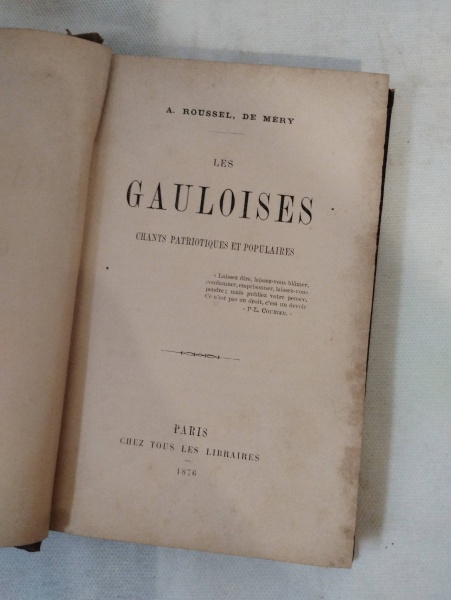 A. ROUSSEL, DE MÉRY
LES
GAULOISES
CHANTS PATRIOTIQUES ET POPULAIRES
« Laissez dire, laissez-vous blâmer,
condamner, emprisonner, laissez-vous
pendre ; mais publiez votre pensée.
Ce n'est pas un droit, c'est un devoir
« P-L. COURIER. »
PARIS
CHEZ TOUS LES LIBRAIRES
1876